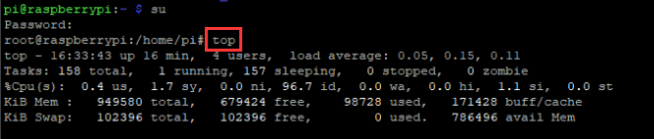 pi@raspberrypi:~ $ su
Password:
root@raspberrypi:/home/pi# top
top - 16:33:43 up 16 min,  4 users,  load average: 0.05, 0.15, 0.11
Tasks: 158 total,   1 running, 157 sleeping,   0 stopped,   0 zombie
%Cpu(s):  0.4 us,  1.7 sy,  0.0 ni, 96.7 id,  0.0 wa,  0.0 hi,  1.1 si,  0.0 st
KiB Mem :   949580 total,   679424 free,    98728 used,   171428 buff/cache
KiB Swap:   102396 total,   102396 free,        0 used.   786496 avail Mem